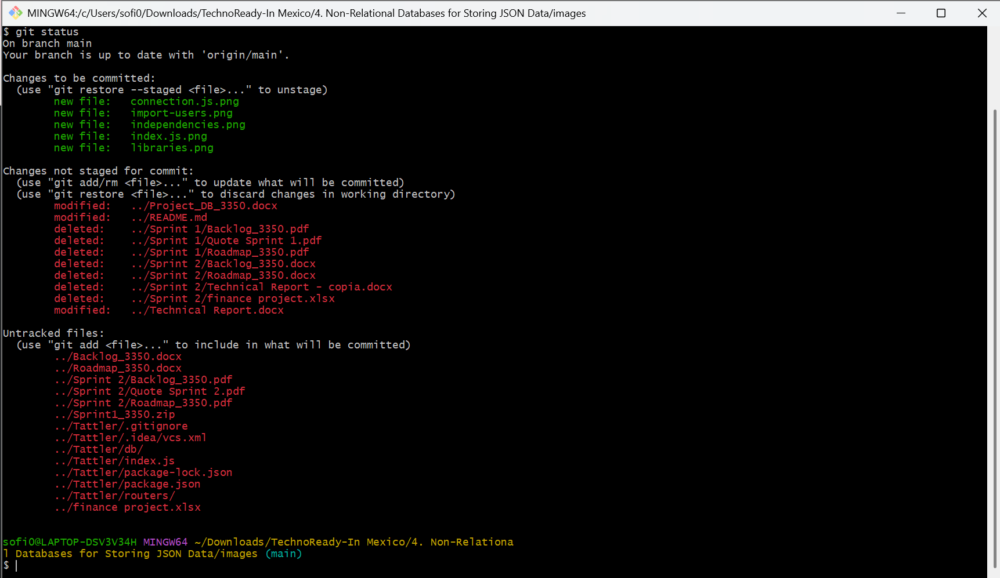 MINGW64:/c/Users/sofi0/Downloads/TechnoReady-In Mexico/4. Non-Relational Databases for Storing JSON Data/images
$ git status
On branch main
Your branch is up to date with 'origin/main'.
Changes to be committed:
  (use "git restore --staged <file>..." to unstage)
        new file:   connection.js.png
        new file:   import-users.png
        new file:   independencies.png
        new file:   index.js.png
        new file:   libraries.png
Changes not staged for commit:
  (use "git add/rm <file>..." to update what will be committed)
  (use "git restore <file>..." to discard changes in working directory)
        modified:   ../Project_DB_3350.docx
        modified:   ../README.md
        deleted:    ../Sprint 1/Backlog_3350.pdf
        deleted:    ../Sprint 1/Quote Sprint 1.pdf
        deleted:    ../Sprint 1/Roadmap_3350.pdf
        deleted:    ../Sprint 2/Backlog_3350.docx
        deleted:    ../Sprint 2/Roadmap_3350.docx
        deleted:    ../Sprint 2/Technical Report - copia.docx
        deleted:    ../Sprint 2/finance project.xlsx
        modified:   ../Technical Report.docx
Untracked files:
  (use "git add <file>..." to include in what will be committed)
        ../Backlog_3350.docx
        ../Roadmap_3350.docx
        ../Sprint 2/Backlog_3350.pdf
        ../Sprint 2/Quote Sprint 2.pdf
        ../Sprint 2/Roadmap_3350.pdf
        ../Sprint1_3350.zip
        ../Tattler/.gitignore
        ../Tattler/.idea/vcs.xml
        ../Tattler/db/
        ../Tattler/index.js
        ../Tattler/package-lock.json
        ../Tattler/package.json
        ../Tattler/routers/
        ../finance project.xlsx
sofi0@LAPTOP-DSV3V34H MINGW64 ~/Downloads/TechnoReady-In Mexico/4. Non-Relationa
l Databases for Storing JSON Data/images (main)
$